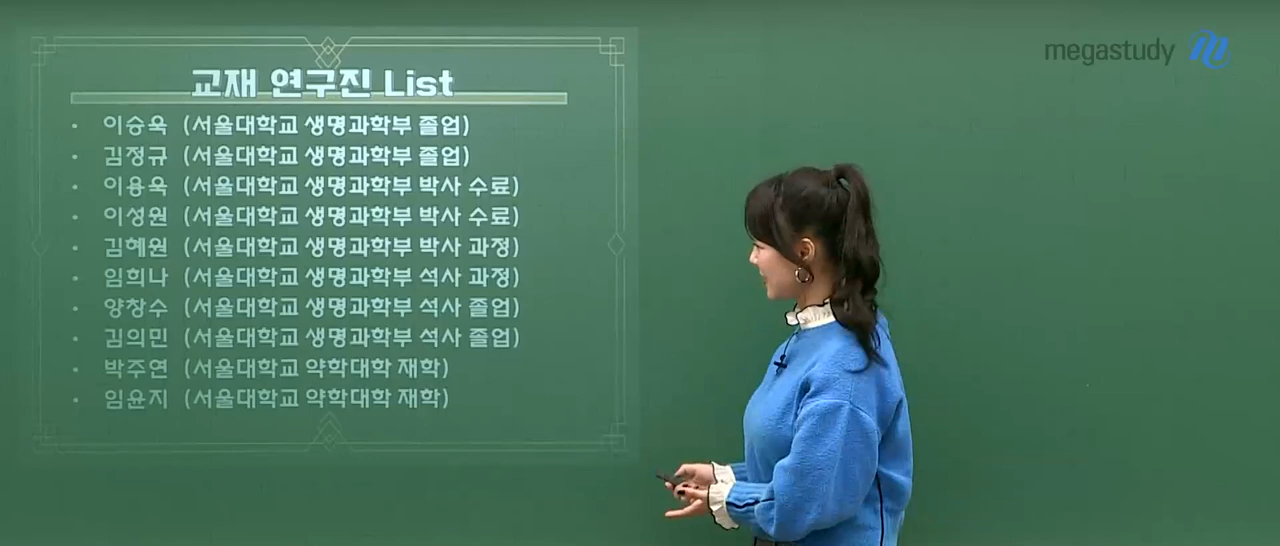 megastudy
교재 연구진 List
• 이승욱 (서울대학교 생명과학부 졸업)
• 김정규 (서울대학교 생명과학부 졸업)
• 이용욱 (서울대학교 생명과학부 박사 수료)
• 이성원 (서울대학교 생명과학부 박사 수료)
• 김혜원 (서울대학교 생명과학부 박사 과정)
• 임희나 (서울대학교 생명과학부 석사 과정)
• 양창수 (서울대학교 생명과학부 석사 졸업)
• 김의민 (서울대학교 생명과학부 석사 졸업)
• 박주연 (서울대학교 약학대학 재학)
• 임윤지 (서울대학교 약학대학 재학)